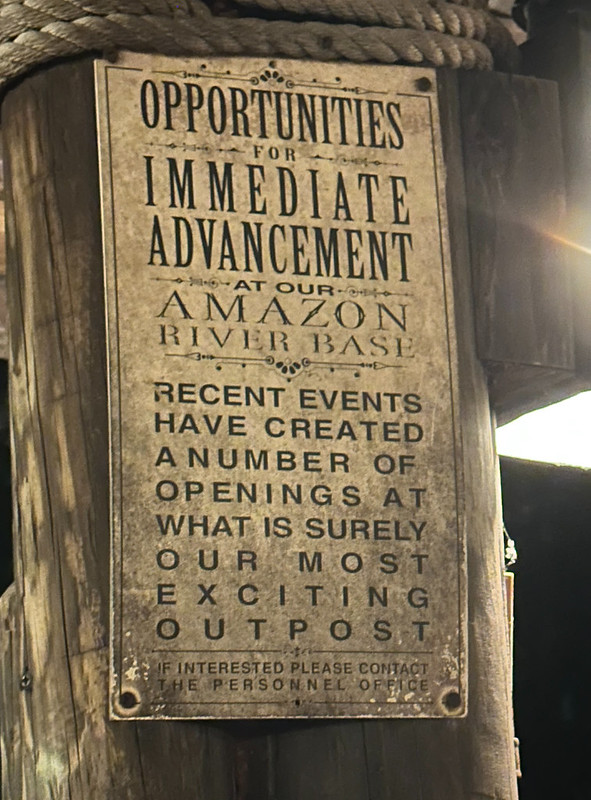 OPPORTUNITIES
FOR
IMMEDIATE
ADVANCEMENT
AT OUR
AMAZON
RIVER BASE
RECENT EVENTS
HAVE CREATED
A NUMBER OF
OPENINGS AT
WHAT IS SURELY
OUR MOST
EXCITING
OUTPOST
IF INTERESTED PLEASE CONTACT
THE PERSONNEL OFFICE